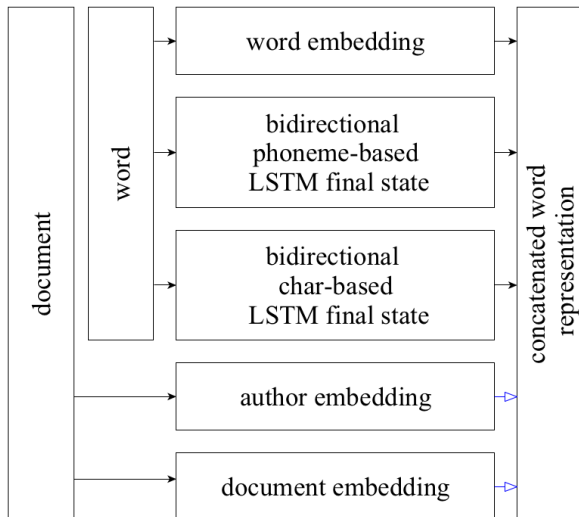 document
word
word embedding
bidirectional
phoneme-based
LSTM final state
bidirectional
char-based
LSTM final state
author embedding
document embedding
concatenated word
representation